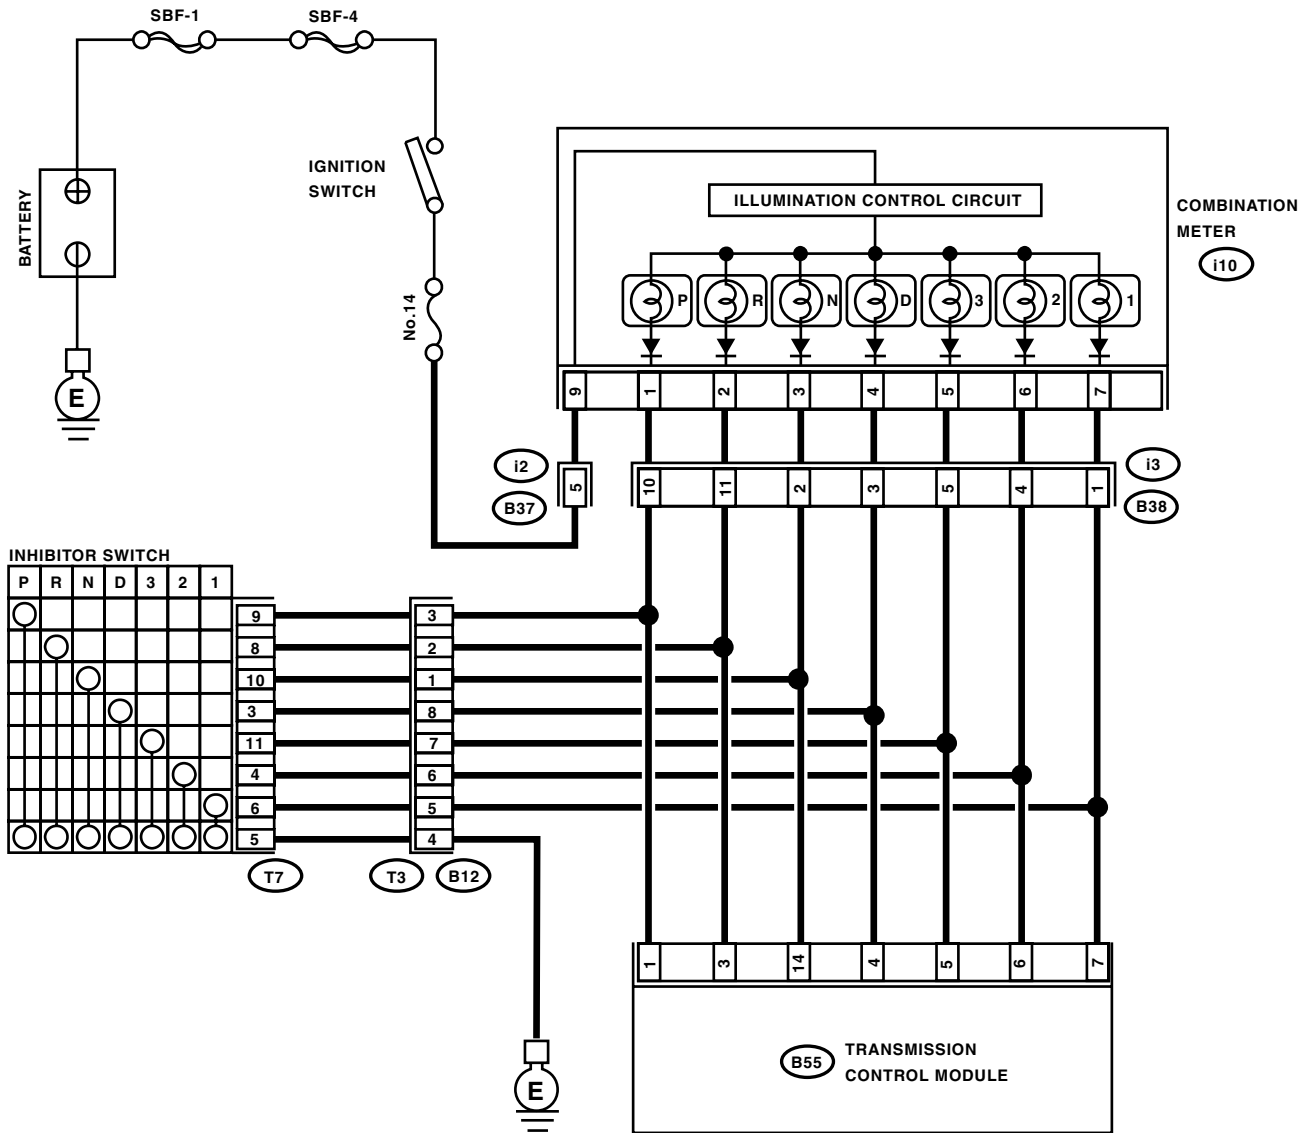 SBF-1 SBF-4
IGNITION
SWITCH
BATTERY
No.14
E
ILLUMINATION CONTROL CIRCUIT
COMBINATION
METER
i10
P R N D 3 2 1
9 1 2 3 4 5 6 7
i2
B37
5
10 11 2 3 5 4 1
i3
B38
INHIBITOR SWITCH
P R N D 3 2 1
9 3
8 2
10 1
3 8
11 7
4 6
6 5
5 4
T7 T3 B12
E
1 3 14 4 5 6 7
B55
TRANSMISSION
CONTROL MODULE